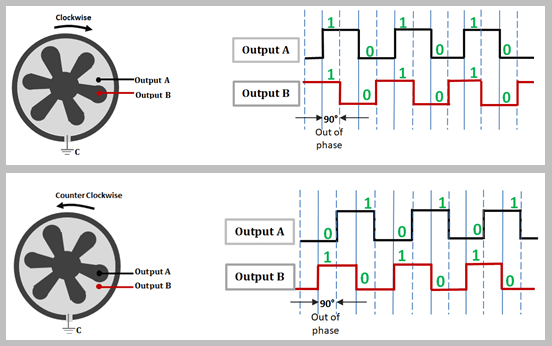 Clockwise
Output A
Output B
C
Output A
1 0 1 0 1 0
Output B
1 0 1 0 1 0
90°
Out of
phase
Counter Clockwise
Output A
Output B
C
Output A
0 1 0 1 0 1
Output B
1 0 1 0 1 0
90°
Out of
phase